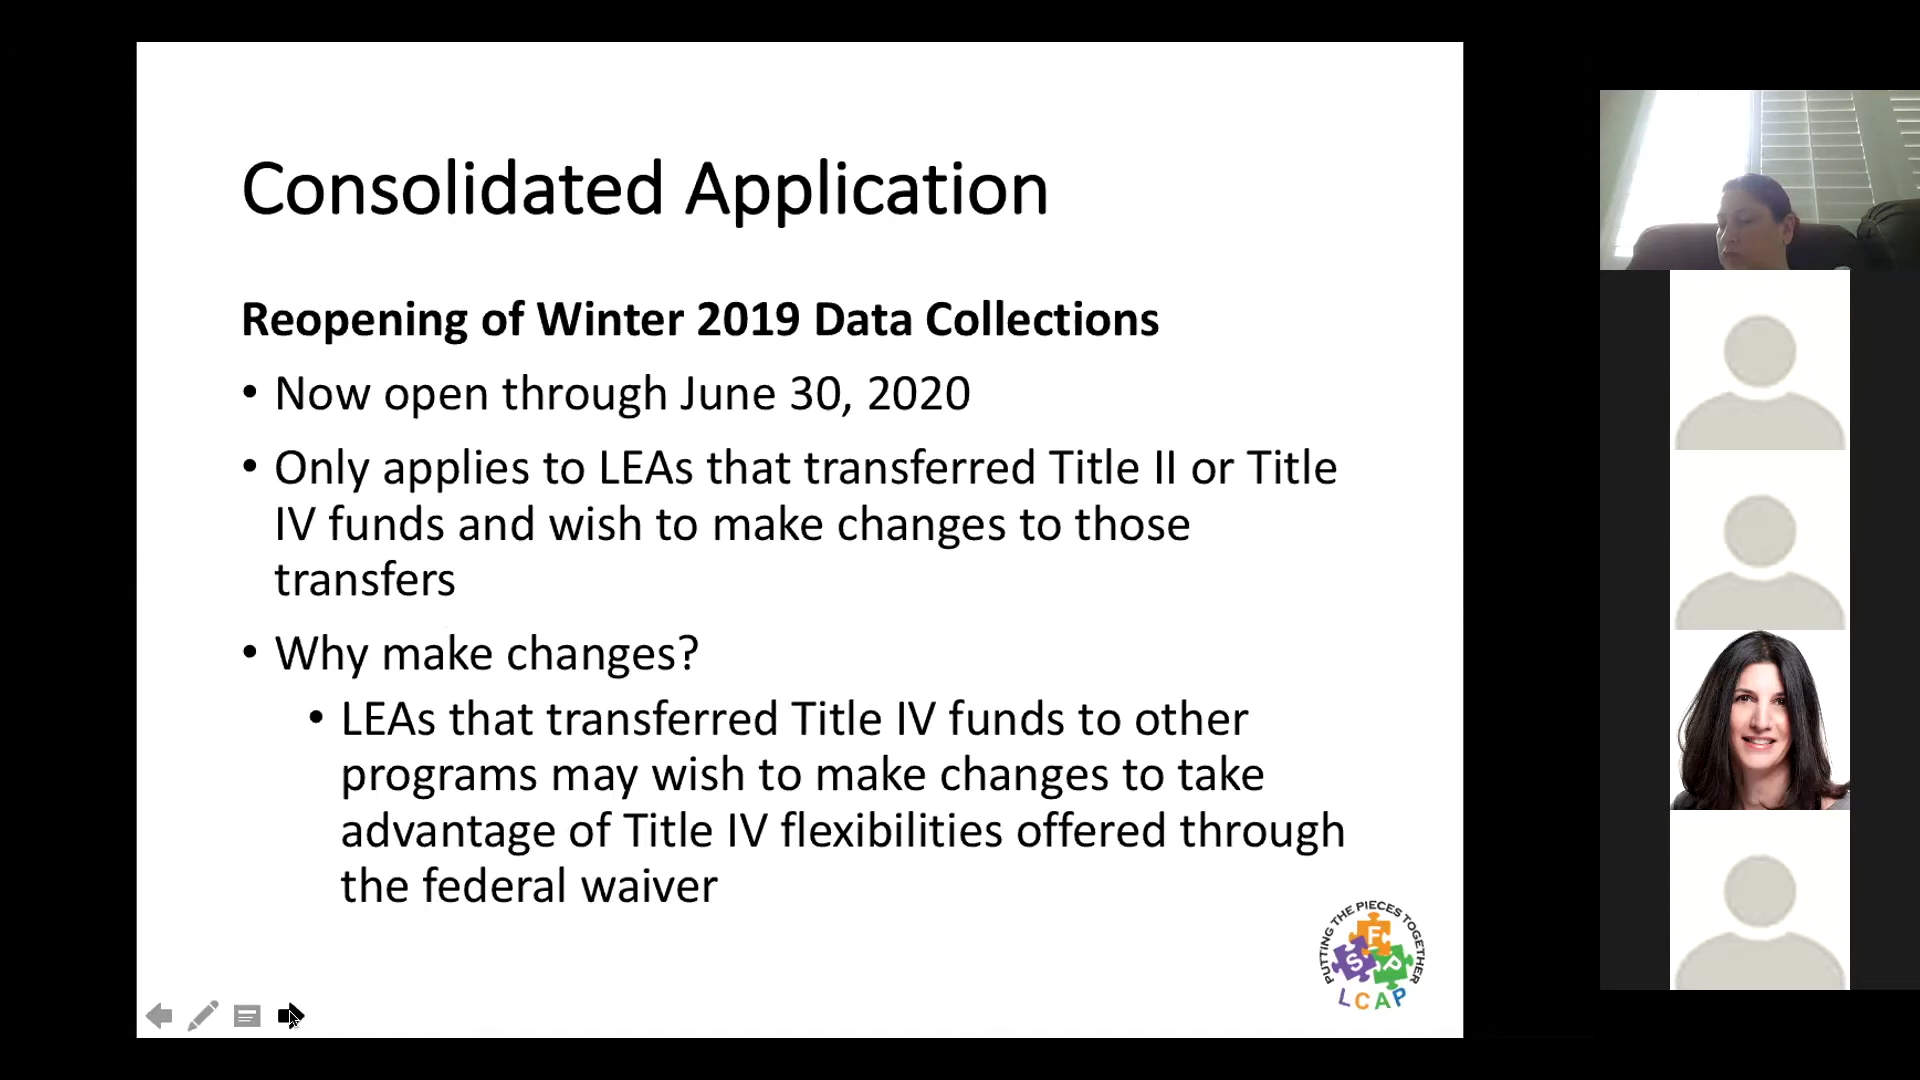 Consolidated Application
Reopening of Winter 2019 Data Collections
• Now open through June 30, 2020
• Only applies to LEAs that transferred Title II or Title
IV funds and wish to make changes to those
transfers
• Why make changes?
• LEAs that transferred Title IV funds to other
programs may wish to make changes to take
advantage of Title IV flexibilities offered through
the federal waiver
PUTTING THE PIECES TOGETHER
F
S P
LCAP